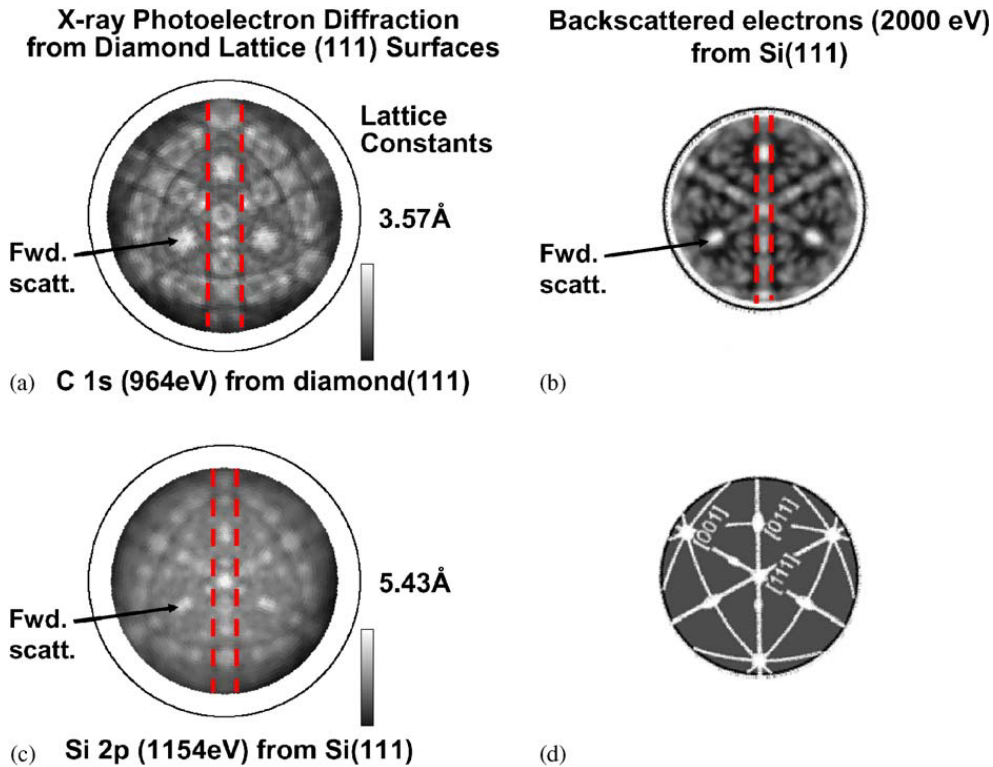 X-ray Photoelectron Diffraction
from Diamond Lattice (111) Surfaces
Backscattered electrons (2000 eV)
from Si(111)
Lattice
Constants
3.57Å
Fwd.
scatt.
Fwd.
scatt.
(a) C 1s (964eV) from diamond(111)
(b)
5.43Å
Fwd.
scatt.
[001]
[011]
[111]
(c) Si 2p (1154eV) from Si(111)
(d)